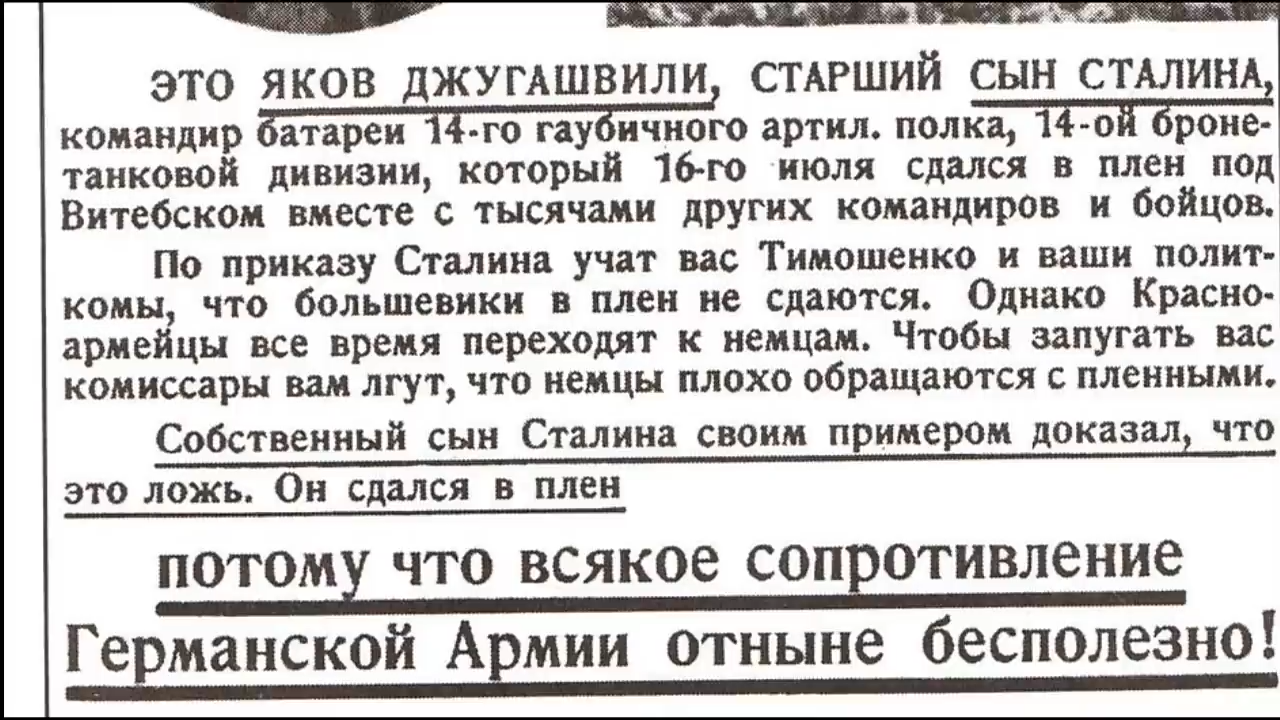 ЭТО ЯКОВ ДЖУГАШВИЛИ, СТАРШИЙ СЫН СТАЛИНА,
командир батареи 14-го гаубичного артил. полка, 14-ой броне-
танковой дивизии, который 16-го июля сдался в плен под
Витебском вместе с тысячами других командиров и бойцов.
По приказу Сталина учат вас Тимошенко и ваши полит-
комы, что большевики в плен не сдаются. Однако Красно-
армейцы все время переходят к немцам. Чтобы запугать вас
комиссары вам лгут, что немцы плохо обращаются с пленными.
Собственный сын Сталина своим примером доказал, что
это ложь. Он сдался в плен
потому что всякое сопротивление
Германской Армии отныне бесполезно!